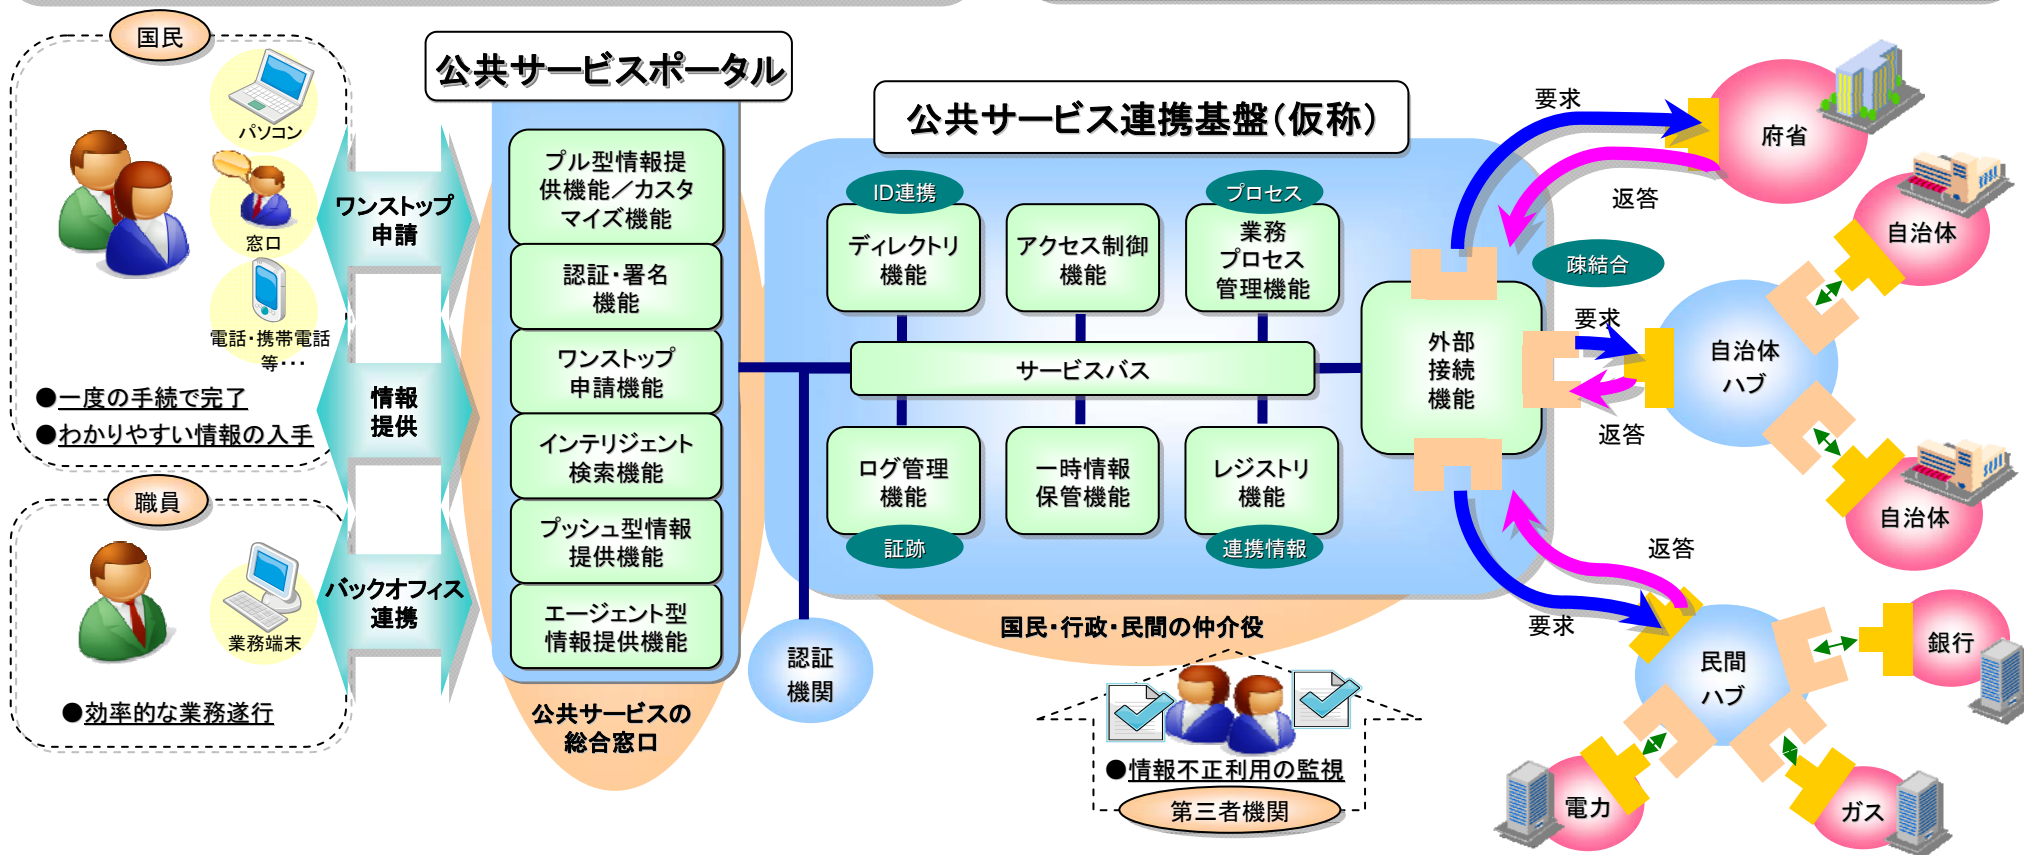 国民
パソコン
窓口
電話・携帯電話
等・・・
●一度の手続で完了
●わかりやすい情報の入手
職員
業務端末
●効率的な業務遂行
ワンストップ
申請
情報
提供
バックオフィス
連携
公共サービスポータル
プル型情報提
供機能／カスタ
マイズ機能
認証・署名
機能
ワンストップ
申請機能
インテリジェント
検索機能
プッシュ型情報
提供機能
エージェント型
情報提供機能
公共サービスの
総合窓口
認証
機関
公共サービス連携基盤（仮称）
ID連携
ディレクトリ
機能
アクセス制御
機能
プロセス
業務
プロセス
管理機能
サービスバス
ログ管理
機能
証跡
一時情報
保管機能
レジストリ
機能
連携情報
外部
接続
機能
国民・行政・民間の仲介役
●情報不正利用の監視
第三者機関
要求
返答
府省
疎結合
要求
返答
自治体
ハブ
自治体
自治体
返答
要求
民間
ハブ
銀行
電力
ガス